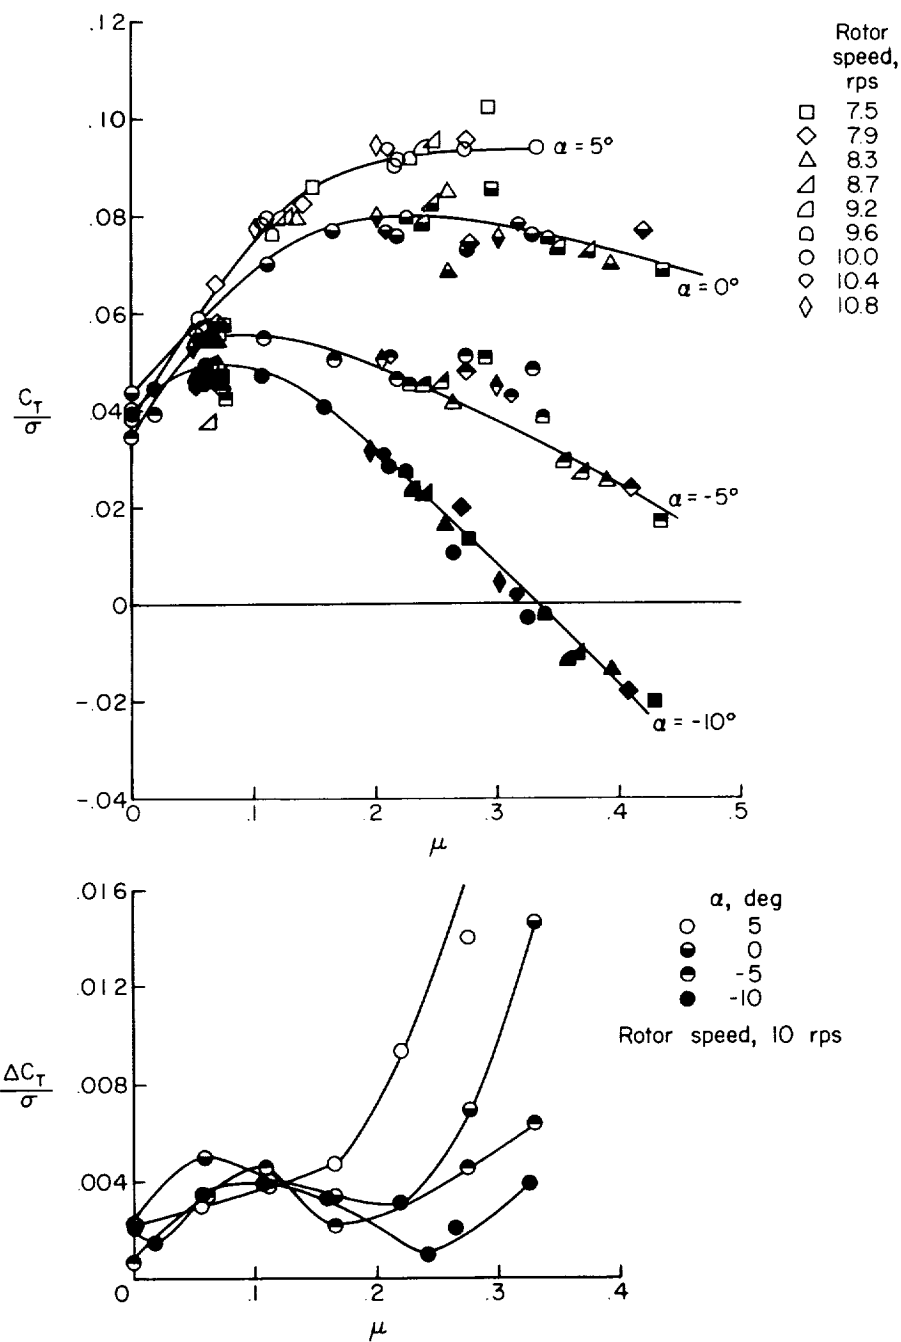 Rotor
speed,
rps
7.5
7.9
8.3
8.7
9.2
9.6
10.0
10.4
10.8
.12
.10
.08
.06
.04
.02
0
-.02
-.04
C_T
σ
α = 5°
α = 0°
α = -5°
α = -10°
0 .1 .2 .3 .4 .5
μ
α, deg
5
0
-5
-10
Rotor speed, 10 rps
.016
.012
.008
.004
ΔC_T
σ
0 .1 .2 .3 .4
μ